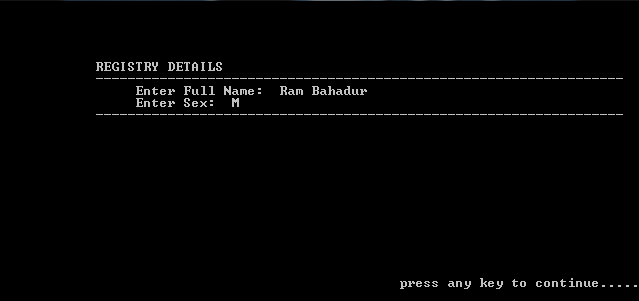 REGISTRY DETAILS
Enter Full Name:  Ram Bahadur
Enter Sex:  M
press any key to continue.....